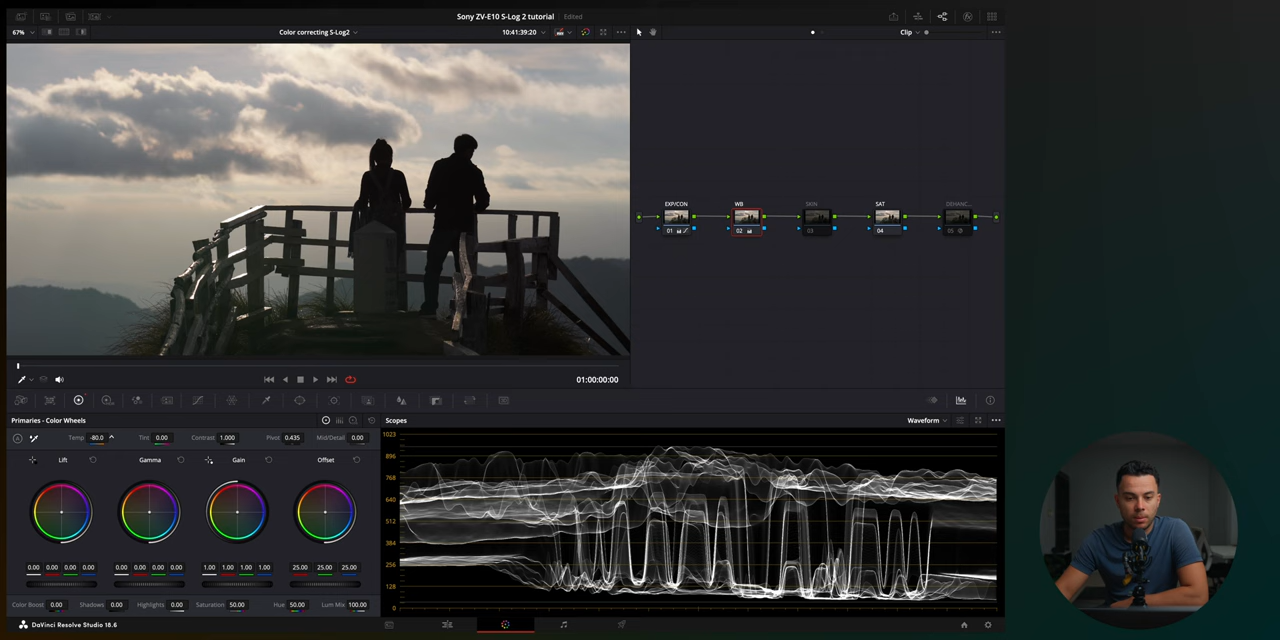 Sony ZV-E10 S-Log 2 tutorial Edited
67% Color correcting S-Log2 10:41:39:20 Clip
EXP/CON WB SKIN SAT DEHANC...
01 02 03 04 05
01:00:00:00
Primaries - Color Wheels Scopes Waveform
Temp -80.0 Tint 0.00 Contrast 1.000 Pivot 0.435 Mid/Detail 0.00
Lift Gamma Gain Offset
0.00 0.00 0.00 0.00 0.00 0.00 0.00 0.00 1.00 1.00 1.00 1.00 25.00 25.00 25.00
Color Boost 0.00 Shadows 0.00 Highlights 0.00 Saturation 50.00 Hue 50.00 Lum Mix 100.00
1023
896
768
640
512
384
256
128
0
DaVinci Resolve Studio 18.6